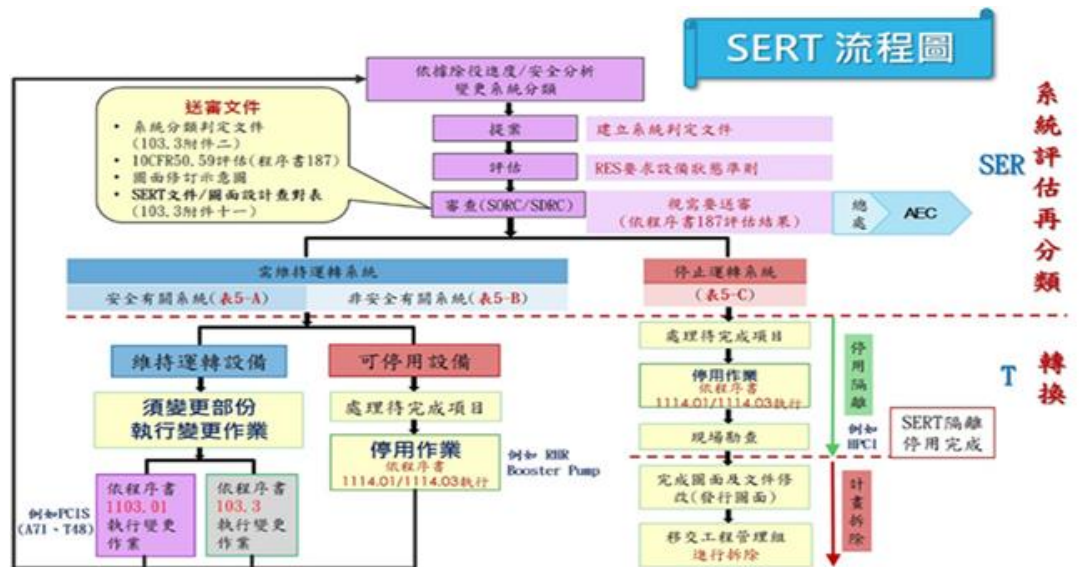 SERT 流程圖
依據除役進度/安全分析
變更系統分類
送審文件
• 系統分類判定文件
(103.3附件二)
• 10CFR50.59評估(程序書187)
• 圖面修訂示意圖
• SERT文件/圖面設計查對表
(103.3附件十一)
提案
建立系統判定文件
評估
RES要求設備狀態準則
審查(SORC/SDRC)
視需要送審
(依程序書187評估結果)
總處
AEC
SER
系統評估再分類
需維持運轉系統
安全有關系統(表5-A)
非安全有關系統(表5-B)
停止運轉系統
(表5-C)
維持運轉設備
可停用設備
處理待完成項目
須變更部份
執行變更作業
處理待完成項目
停用作業
依程序書
1114.01/1114.03執行
例如 RHR
Booster Pump
停用作業
依程序書
1114.01/1114.03執行
現場勘查
停用隔離
例如
HPCI
T
轉換
SERT隔離
停用完成
例如PCIS
(A71、T48)
依程序書
1103.01
執行變更
作業
依程序書
103.3
執行變更
作業
完成圖面及文件修
改(發行圖面)
移交工程管理組
進行拆除
計畫拆除